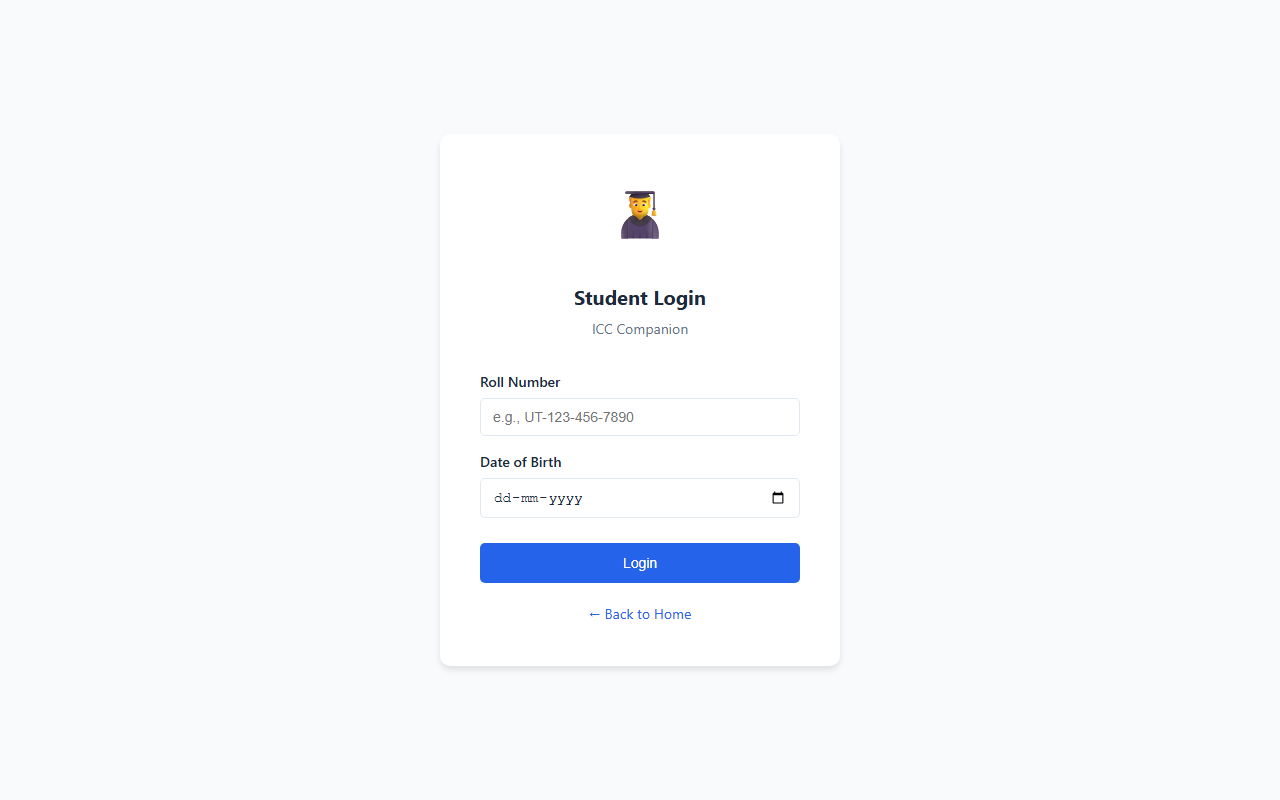 Student Login
ICC Companion
Roll Number
e.g., UT-123-456-7890
Date of Birth
dd-mm-yyyy
Login
← Back to Home